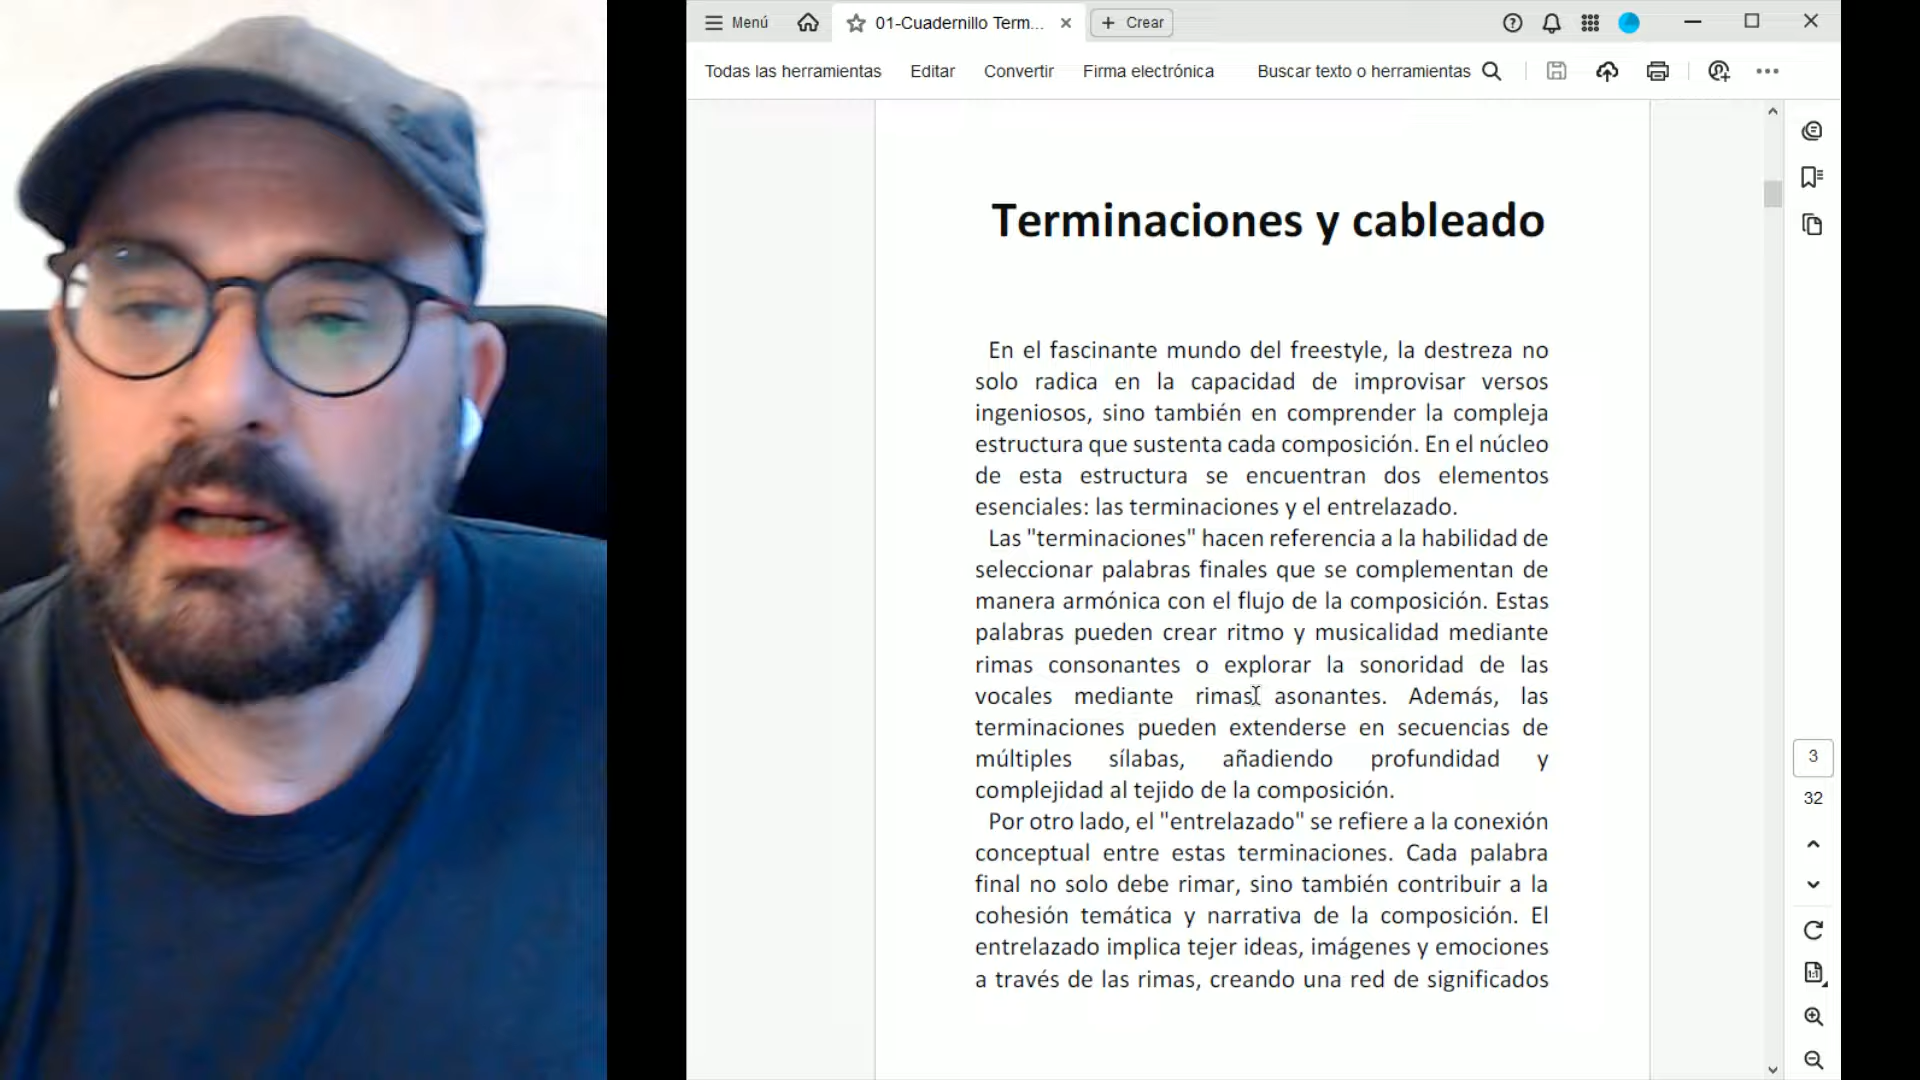 Menú
01-Cuadernillo Term...
Crear
Todas las herramientas
Editar
Convertir
Firma electrónica
Buscar texto o herramientas
Terminaciones y cableado
En el fascinante mundo del freestyle, la destreza no
solo radica en la capacidad de improvisar versos
ingeniosos, sino también en comprender la compleja
estructura que sustenta cada composición. En el núcleo
de esta estructura se encuentran dos elementos
esenciales: las terminaciones y el entrelazado.
Las "terminaciones" hacen referencia a la habilidad de
seleccionar palabras finales que se complementan de
manera armónica con el flujo de la composición. Estas
palabras pueden crear ritmo y musicalidad mediante
rimas consonantes o explorar la sonoridad de las
vocales mediante rimas asonantes. Además, las
terminaciones pueden extenderse en secuencias de
múltiples sílabas, añadiendo profundidad y
complejidad al tejido de la composición.
Por otro lado, el "entrelazado" se refiere a la conexión
conceptual entre estas terminaciones. Cada palabra
final no solo debe rimar, sino también contribuir a la
cohesión temática y narrativa de la composición. El
entrelazado implica tejer ideas, imágenes y emociones
a través de las rimas, creando una red de significados
3
32